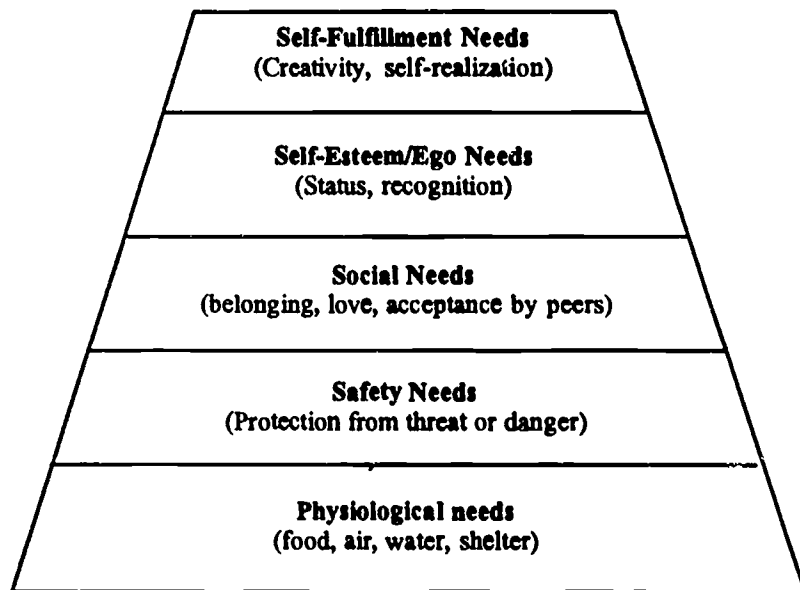 Self-Fulfillment Needs
(Creativity, self-realization)
Self-Esteem/Ego Needs
(Status, recognition)
Social Needs
(belonging, love, acceptance by peers)
Safety Needs
(Protection from threat or danger)
Physiological needs
(food, air, water, shelter)